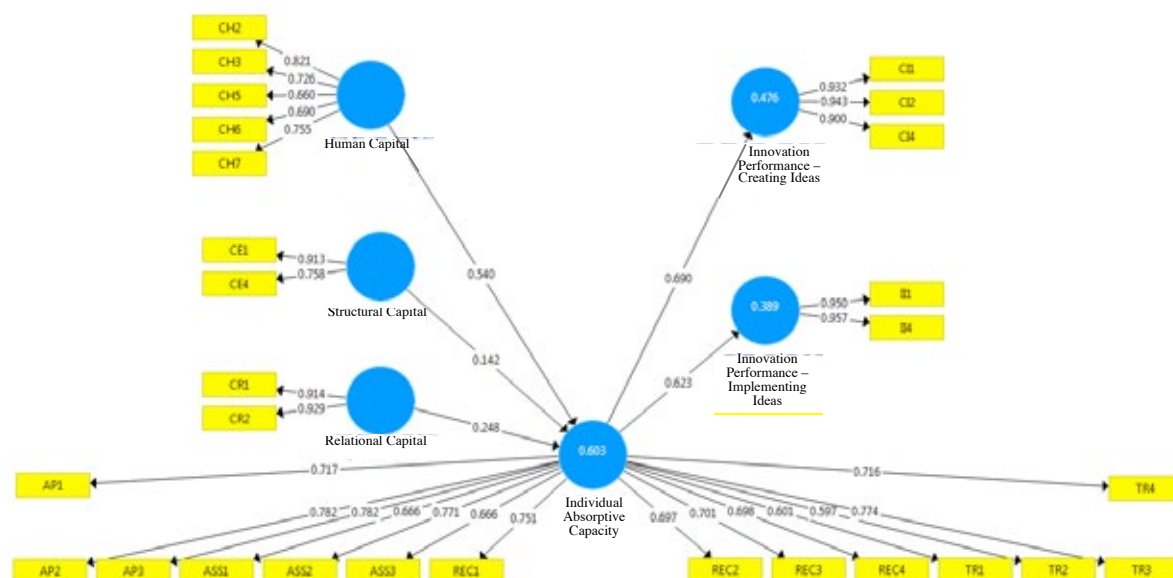 CH2
CH3
CH5
CH6
CH7
0.821
0.726
0.660
0.690
0.755
Human Capital
CE1
CE4
0.913
0.758
Structural Capital
CR1
CR2
0.914
0.929
Relational Capital
0.540
0.142
0.248
0.476
Innovation
Performance –
Creating Ideas
0.932
0.943
0.900
CI1
CI2
CI4
0.690
0.389
Innovation
Performance –
Implementing
Ideas
0.950
0.957
II1
II4
0.623
0.603
Individual
Absorptive
Capacity
0.717
0.782
0.782
0.666
0.771
0.666
0.751
0.697
0.701
0.698
0.601
0.597
0.774
0.716
AP1
TR4
AP2
AP3
ASS1
ASS2
ASS3
REC1
REC2
REC3
REC4
TR1
TR2
TR3